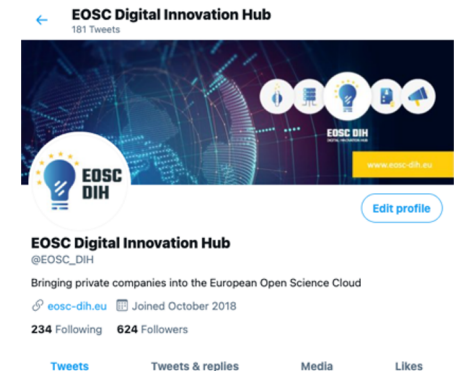 EOSC Digital Innovation Hub
181 Tweets
EOSC DIH
DIGITAL INNOVATION HUB
www.eosc-dih.eu
EOSC
DIH
Edit profile
EOSC Digital Innovation Hub
@EOSC_DIH
Bringing private companies into the European Open Science Cloud
eosc-dih.eu Joined October 2018
234 Following 624 Followers
Tweets Tweets & replies Media Likes